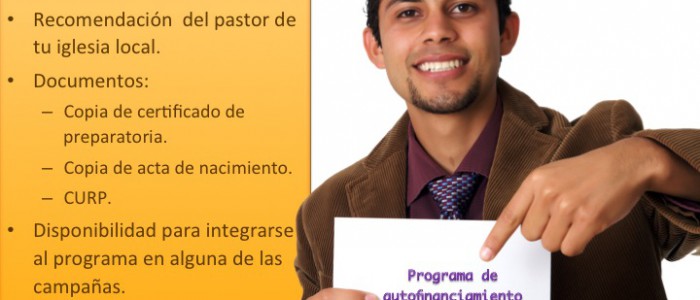 • Recomendación del pastor de
tu iglesia local.
• Documentos:
– Copia de certificado de
preparatoria.
– Copia de acta de nacimiento.
– CURP.
• Disponibilidad para integrarse
al programa en alguna de las
campañas.
Programa de
autofinanciamiento